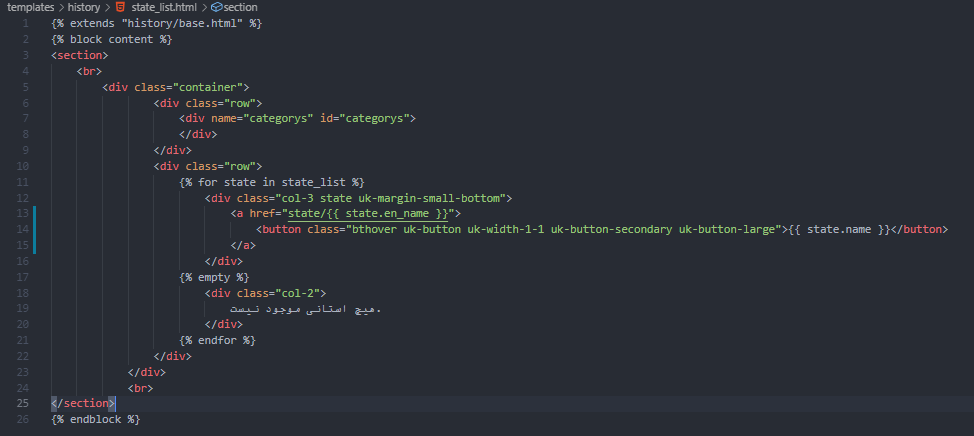 templates > history > state_list.html > section
1 {% extends "history/base.html" %}
2 {% block content %}
3 <section>
4 <br>
5 <div class="container">
6 <div class="row">
7 <div name="categorys" id="categorys">
8 </div>
9 </div>
10 <div class="row">
11 {% for state in state_list %}
12 <div class="col-3 state uk-margin-small-bottom">
13 <a href="state/{{ state.en_name }}">
14 <button class="bthover uk-button uk-width-1-1 uk-button-secondary uk-button-large">{{ state.name }}</button>
15 </a>
16 </div>
17 {% empty %}
18 <div class="col-2">
19 هیچ استانی موجود نیست.
20 </div>
21 {% endfor %}
22 </div>
23 </div>
24 <br>
25 </section>
26 {% endblock %}